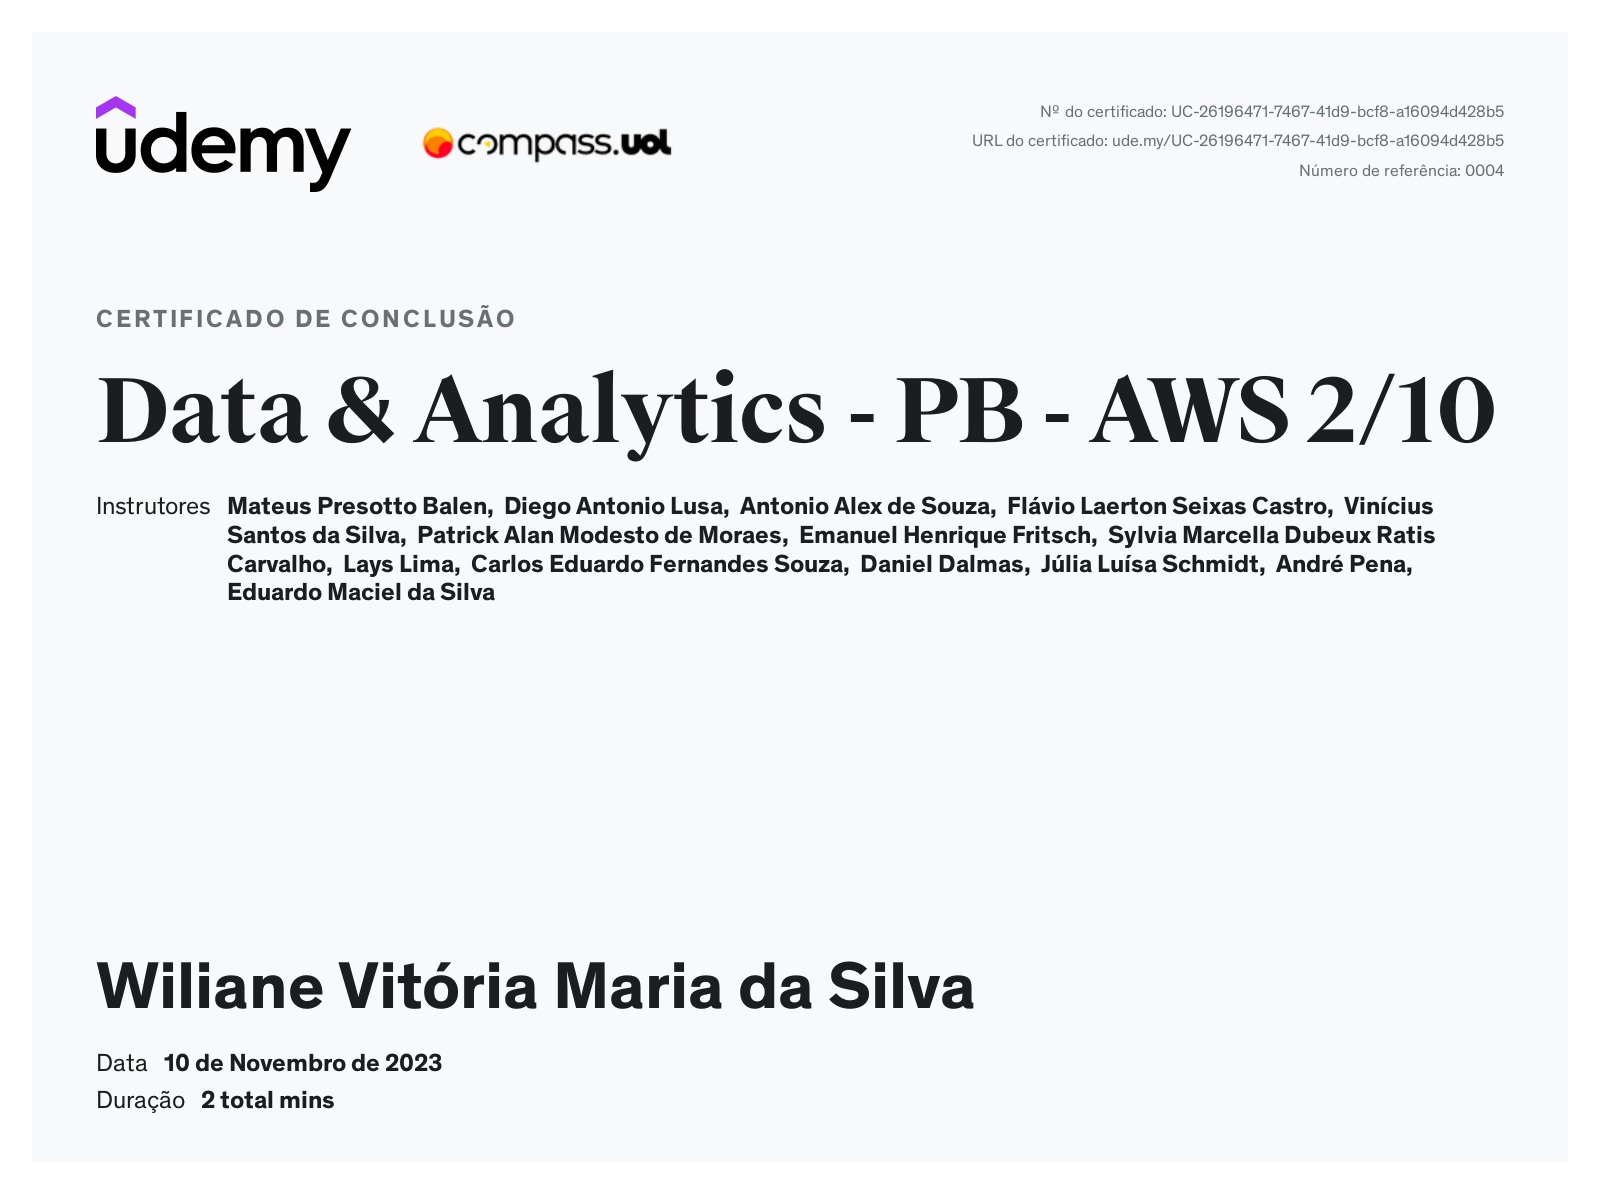 udemy
compass.uol
Nº do certificado: UC-26196471-7467-41d9-bcf8-a16094d428b5
URL do certificado: ude.my/UC-26196471-7467-41d9-bcf8-a16094d428b5
Número de referência: 0004
CERTIFICADO DE CONCLUSÃO
Data & Analytics - PB - AWS 2/10
Instrutores Mateus Presotto Balen, Diego Antonio Lusa, Antonio Alex de Souza, Flávio Laerton Seixas Castro, Vinícius
Santos da Silva, Patrick Alan Modesto de Moraes, Emanuel Henrique Fritsch, Sylvia Marcella Dubeux Ratis
Carvalho, Lays Lima, Carlos Eduardo Fernandes Souza, Daniel Dalmas, Júlia Luísa Schmidt, André Pena,
Eduardo Maciel da Silva
Wiliane Vitória Maria da Silva
Data 10 de Novembro de 2023
Duração 2 total mins